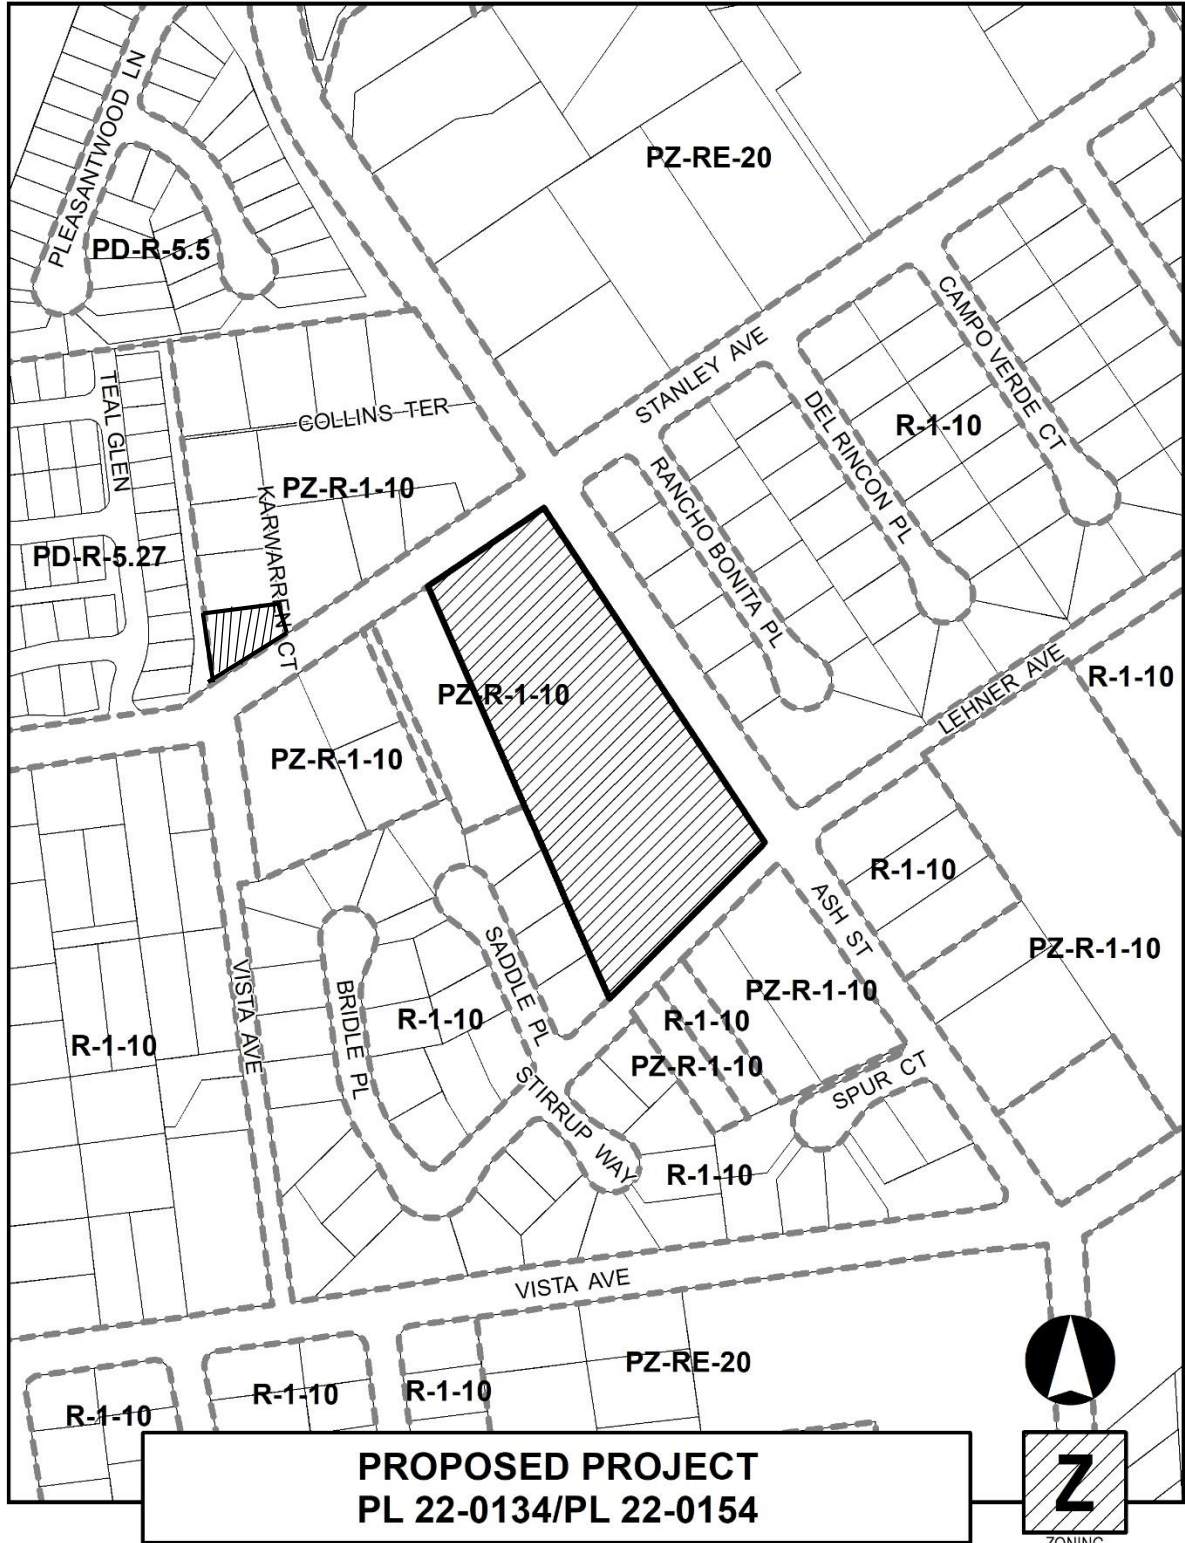 PLEASANTWOOD LN
PZ-RE-20
PD-R-5.5
CAMPO VERDE CT
STANLEY AVE
TEAL GLEN
COLLINS TER
DEL RINCON PL
R-1-10
RANCHO BONITA PL
PZ-R-1-10
KARWARREN CT
PD-R-5.27
PZ-R-1-10
LEHNER AVE
R-1-10
PZ-R-1-10
R-1-10
ASH ST
PZ-R-1-10
SADDLE PL
VISTA AVE
BRIDLE PL
PZ-R-1-10
R-1-10
R-1-10
R-1-10
PZ-R-1-10
SPUR CT
STIRRUP WAY
R-1-10
VISTA AVE
PZ-RE-20
R-1-10
R-1-10
R-1-10
PROPOSED PROJECT
PL 22-0134/PL 22-0154
Z
ZONING